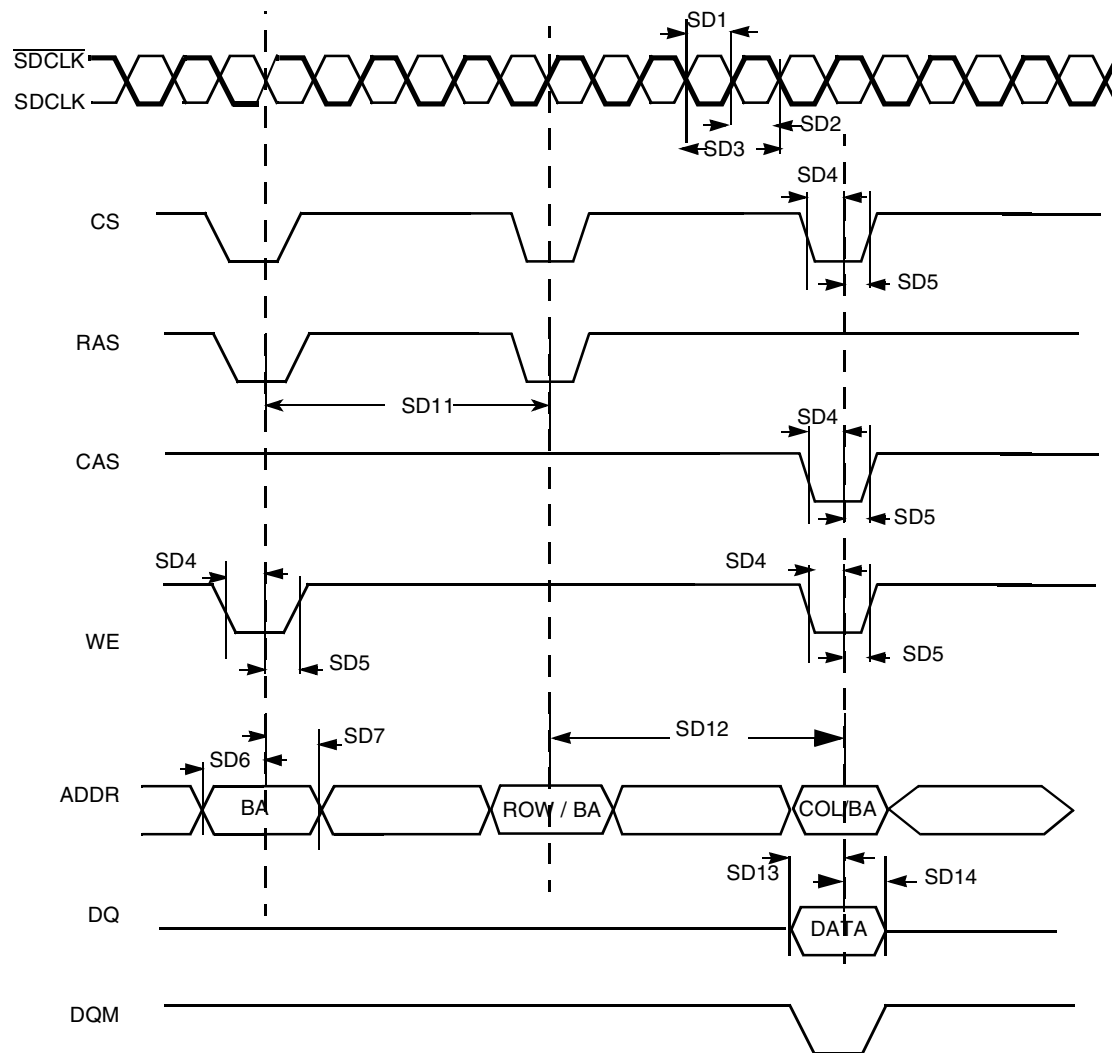 SD1
SDCLK
SDCLK
SD2
SD3
SD4
CS
SD5
RAS
SD11
SD4
CAS
SD5
SD4
SD4
WE
SD5
SD5
SD12
SD7
SD6
ADDR
BA
ROW / BA
COL/BA
SD13
SD14
DQ
DATA
DQM